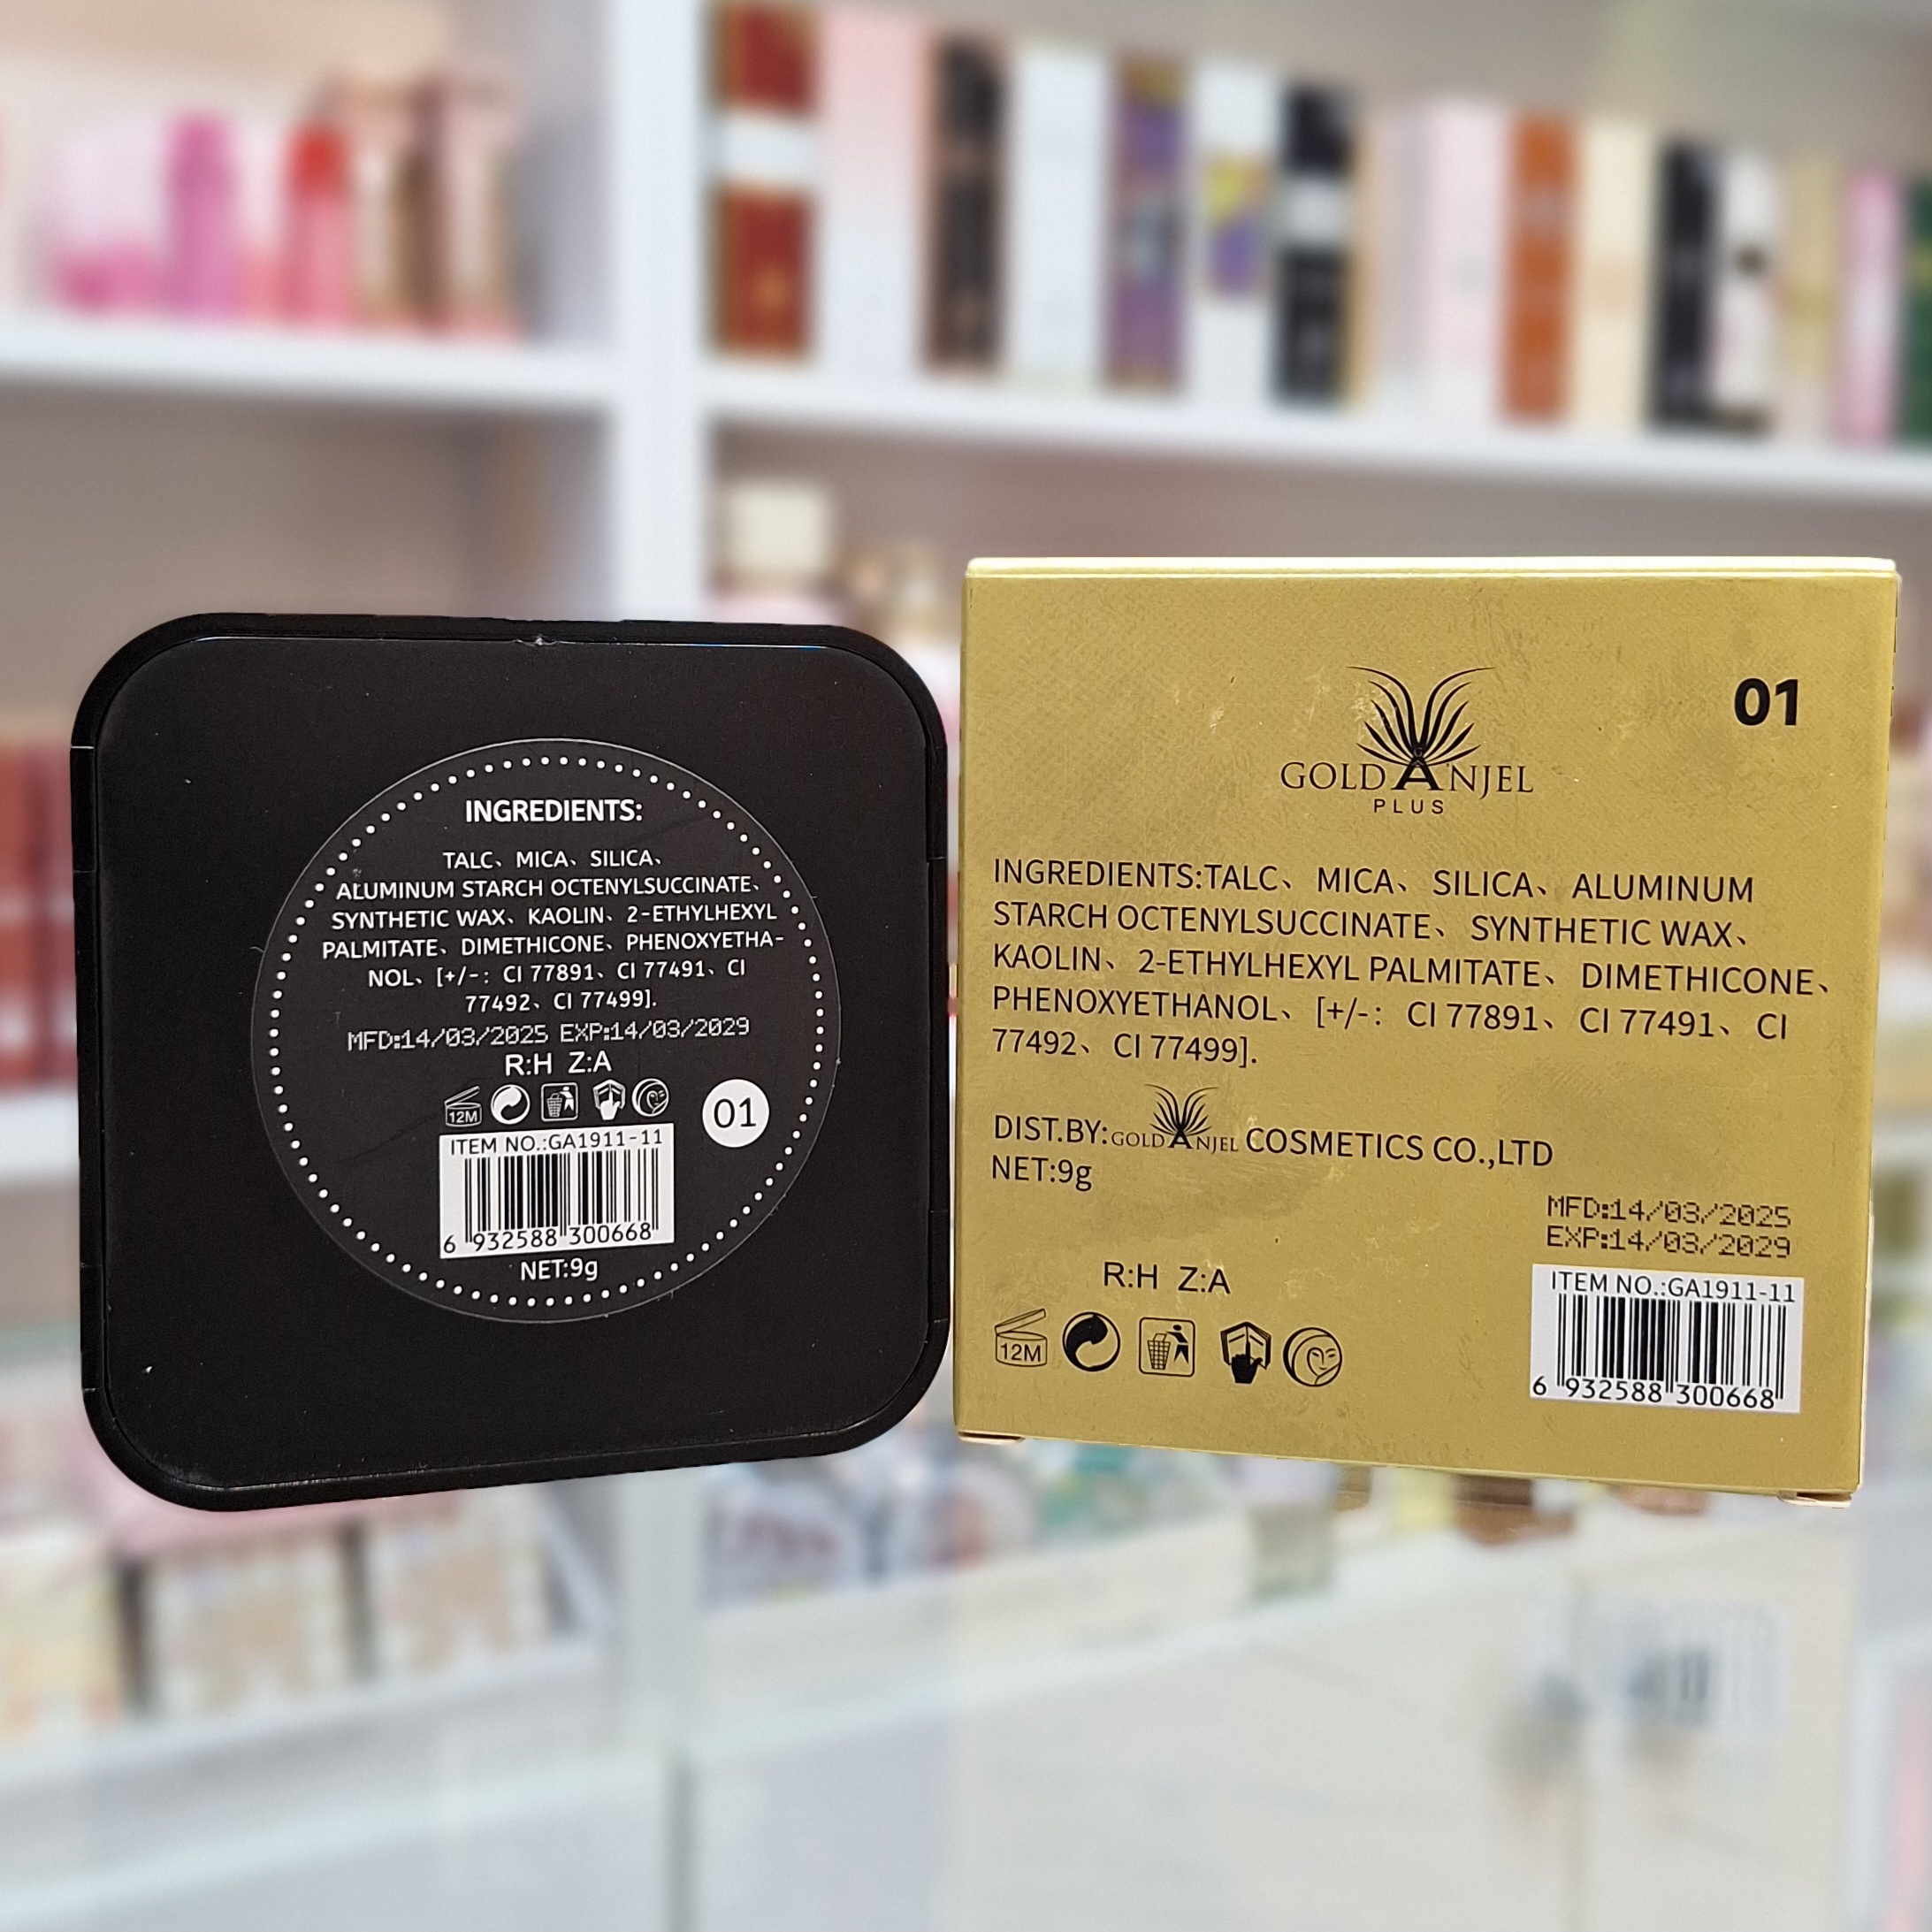 INGREDIENTS:
TALC、MICA、SILICA、
ALUMINUM STARCH OCTENYLSUCCINATE、
SYNTHETIC WAX、KAOLIN、2-ETHYLHEXYL
PALMITATE、DIMETHICONE、PHENOXYETHA-
NOL、[+/-: CI 77891、CI 77491、CI
77492、CI 77499].
MFD:14/03/2025 EXP:14/03/2029
R:H Z:A
12M
01
ITEM NO.:GA1911-11
6 932588 300668
NET:9g
01
GOLD ANJEL
PLUS
INGREDIENTS:TALC、MICA、SILICA、ALUMINUM
STARCH OCTENYLSUCCINATE、SYNTHETIC WAX、
KAOLIN、2-ETHYLHEXYL PALMITATE、DIMETHICONE、
PHENOXYETHANOL、[+/-: CI 77891、CI 77491、CI
77492、CI 77499].
DIST.BY:GOLD ANJEL COSMETICS CO.,LTD
NET:9g
MFD:14/03/2025
EXP:14/03/2029
R:H Z:A
12M
ITEM NO.:GA1911-11
6 932588 300668